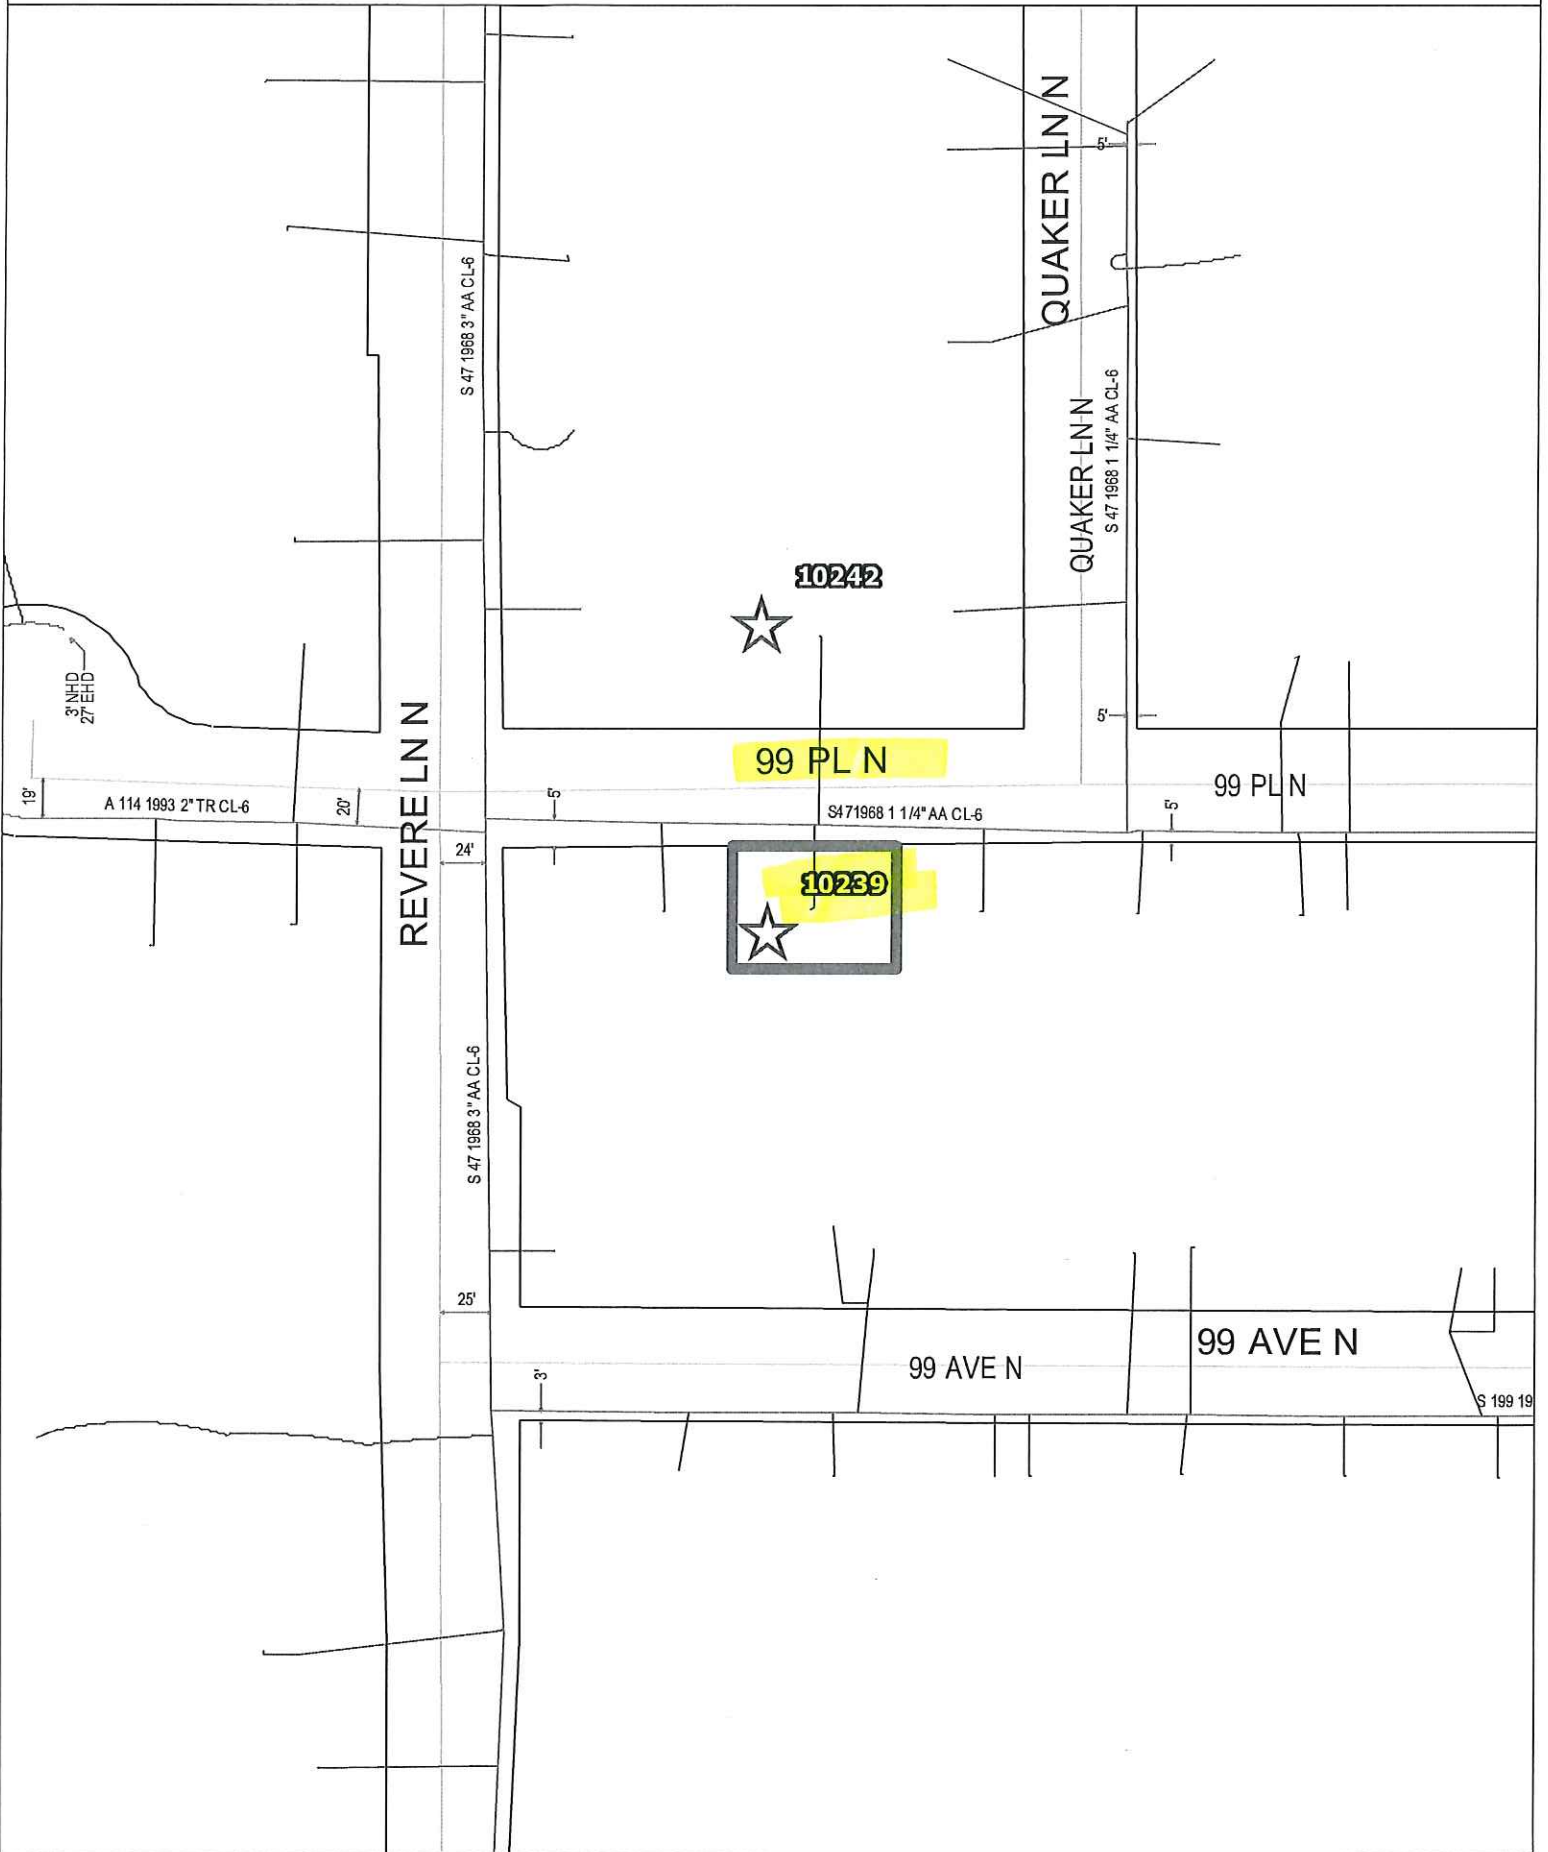 QUAKER LN N
5'
S 47 1968 3" AA CL-6
QUAKER LN N
S 47 1968 1 1/4" AA CL-6
10242
3' NHD
27' EHD
5'
REVERE LN N
99 PL N
99 PL N
19'
A 114 1993 2" TR CL-6
20'
5'
S471968 1 1/4" AA CL-6
5'
24'
10239
S 47 1968 3" AA CL-6
25'
99 AVE N
99 AVE N
3'
S 199 19